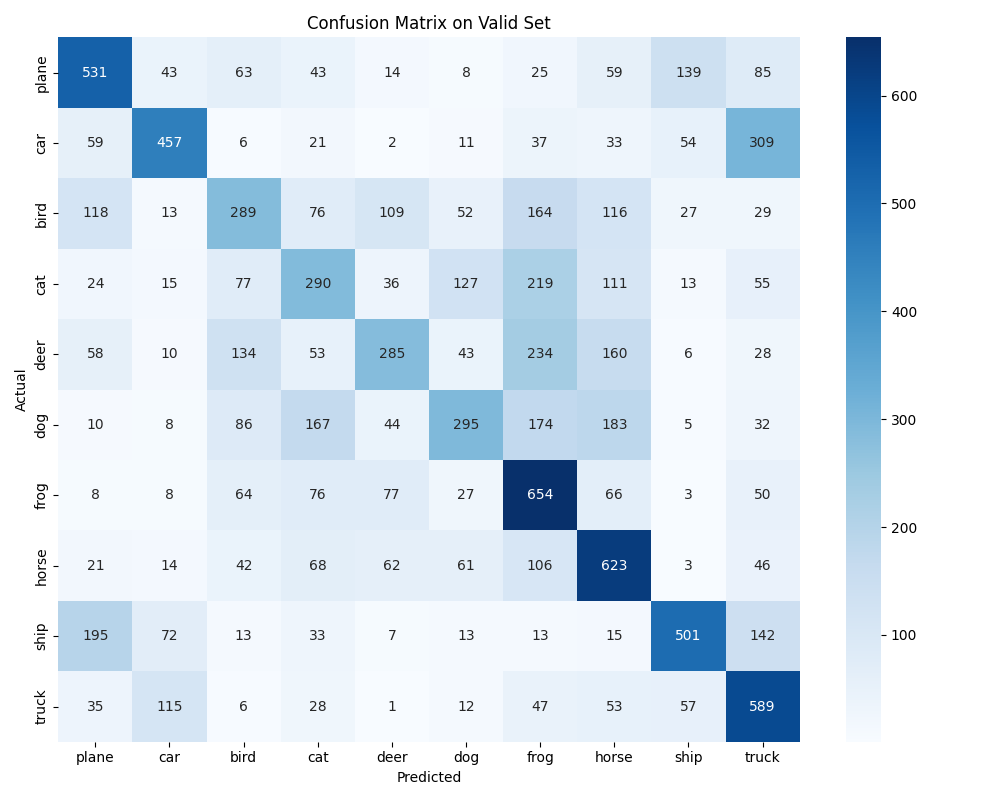 Confusion Matrix on Valid Set
plane 531 43 63 43 14 8 25 59 139 85
car 59 457 6 21 2 11 37 33 54 309
bird 118 13 289 76 109 52 164 116 27 29
cat 24 15 77 290 36 127 219 111 13 55
deer 58 10 134 53 285 43 234 160 6 28
dog 10 8 86 167 44 295 174 183 5 32
frog 8 8 64 76 77 27 654 66 3 50
horse 21 14 42 68 62 61 106 623 3 46
ship 195 72 13 33 7 13 13 15 501 142
truck 35 115 6 28 1 12 47 53 57 589
plane car bird cat deer dog frog horse ship truck
Predicted
Actual
600
500
400
300
200
100